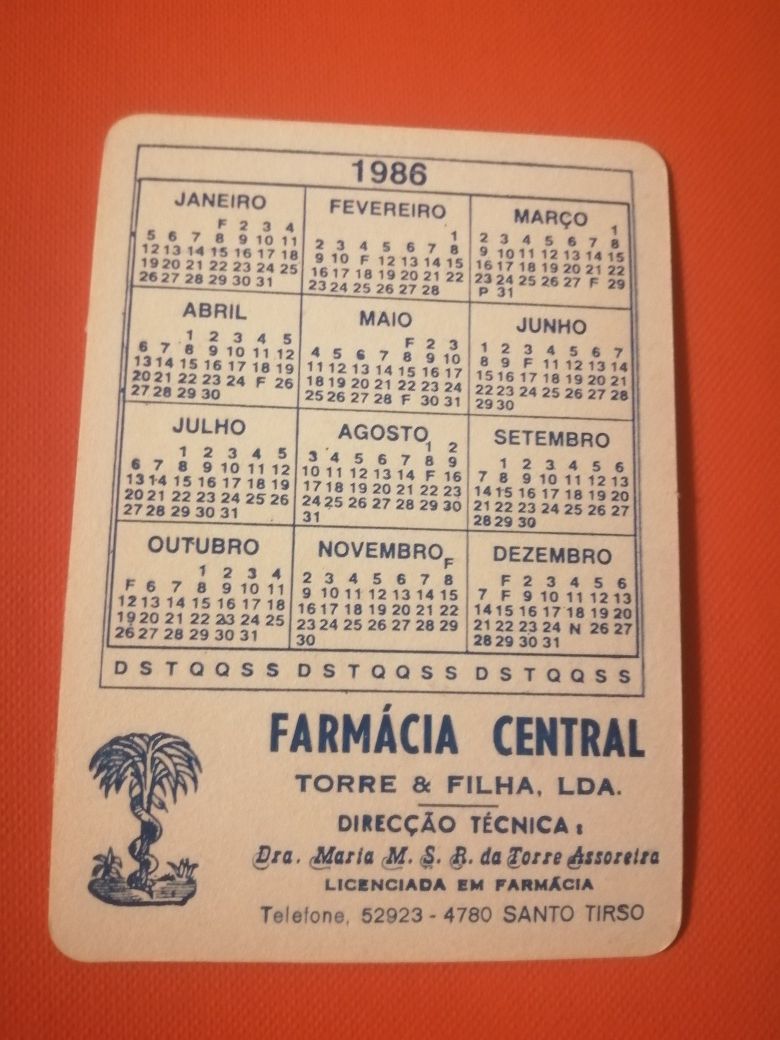 1986
JANEIRO
F 2 3 4
5 6 7 8 9 10 11
12 13 14 15 16 17 18
19 20 21 22 23 24 25
26 27 28 29 30 31
FEVEREIRO
1
2 3 4 5 6 7 8
9 10 F 12 13 14 15
16 17 18 19 20 21 22
23 24 25 26 27 28
MARÇO
1
2 3 4 5 6 7 8
9 10 11 12 13 14 15
16 17 18 19 20 21 22
23 24 25 26 27 F 29
P 31
ABRIL
1 2 3 4 5
6 7 8 9 10 11 12
13 14 15 16 17 18 19
20 21 22 23 24 F 26
27 28 29 30
MAIO
F 2 3
4 5 6 7 8 9 10
11 12 13 14 15 16 17
18 19 20 21 22 23 24
25 26 27 28 F 30 31
JUNHO
1 2 3 4 5 6 7
8 9 F 11 12 13 14
15 16 17 18 19 20 21
22 23 24 25 26 27 28
29 30
JULHO
1 2 3 4 5
6 7 8 9 10 11 12
13 14 15 16 17 18 19
20 21 22 23 24 25 26
27 28 29 30 31
AGOSTO
1 2
3 4 5 6 7 8 9
10 11 12 13 14 F 16
17 18 19 20 21 22 23
24 25 26 27 28 29 30
31
SETEMBRO
1 2 3 4 5 6
7 8 9 10 11 12 13
14 15 16 17 18 19 20
21 22 23 24 25 26 27
28 29 30
OUTUBRO
1 2 3 4
F 6 7 8 9 10 11
12 13 14 15 16 17 18
19 20 21 22 23 24 25
26 27 28 29 30 31
NOVEMBRO
F
2 3 4 5 6 7 8
9 10 11 12 13 14 15
16 17 18 19 20 21 22
23 24 25 26 27 28 29
30
DEZEMBRO
F 2 3 4 5 6
7 F 9 10 11 12 13
14 15 16 17 18 19 20
21 22 23 24 N 26 27
28 29 30 31
D S T Q Q S S D S T Q Q S S D S T Q Q S S
FARMÁCIA CENTRAL
TORRE & FILHA, LDA.
DIRECÇÃO TÉCNICA:
Dra. Maria M. S. R. da Torre Assoreira
LICENCIADA EM FARMÁCIA
Telefone, 52923 - 4780 SANTO TIRSO